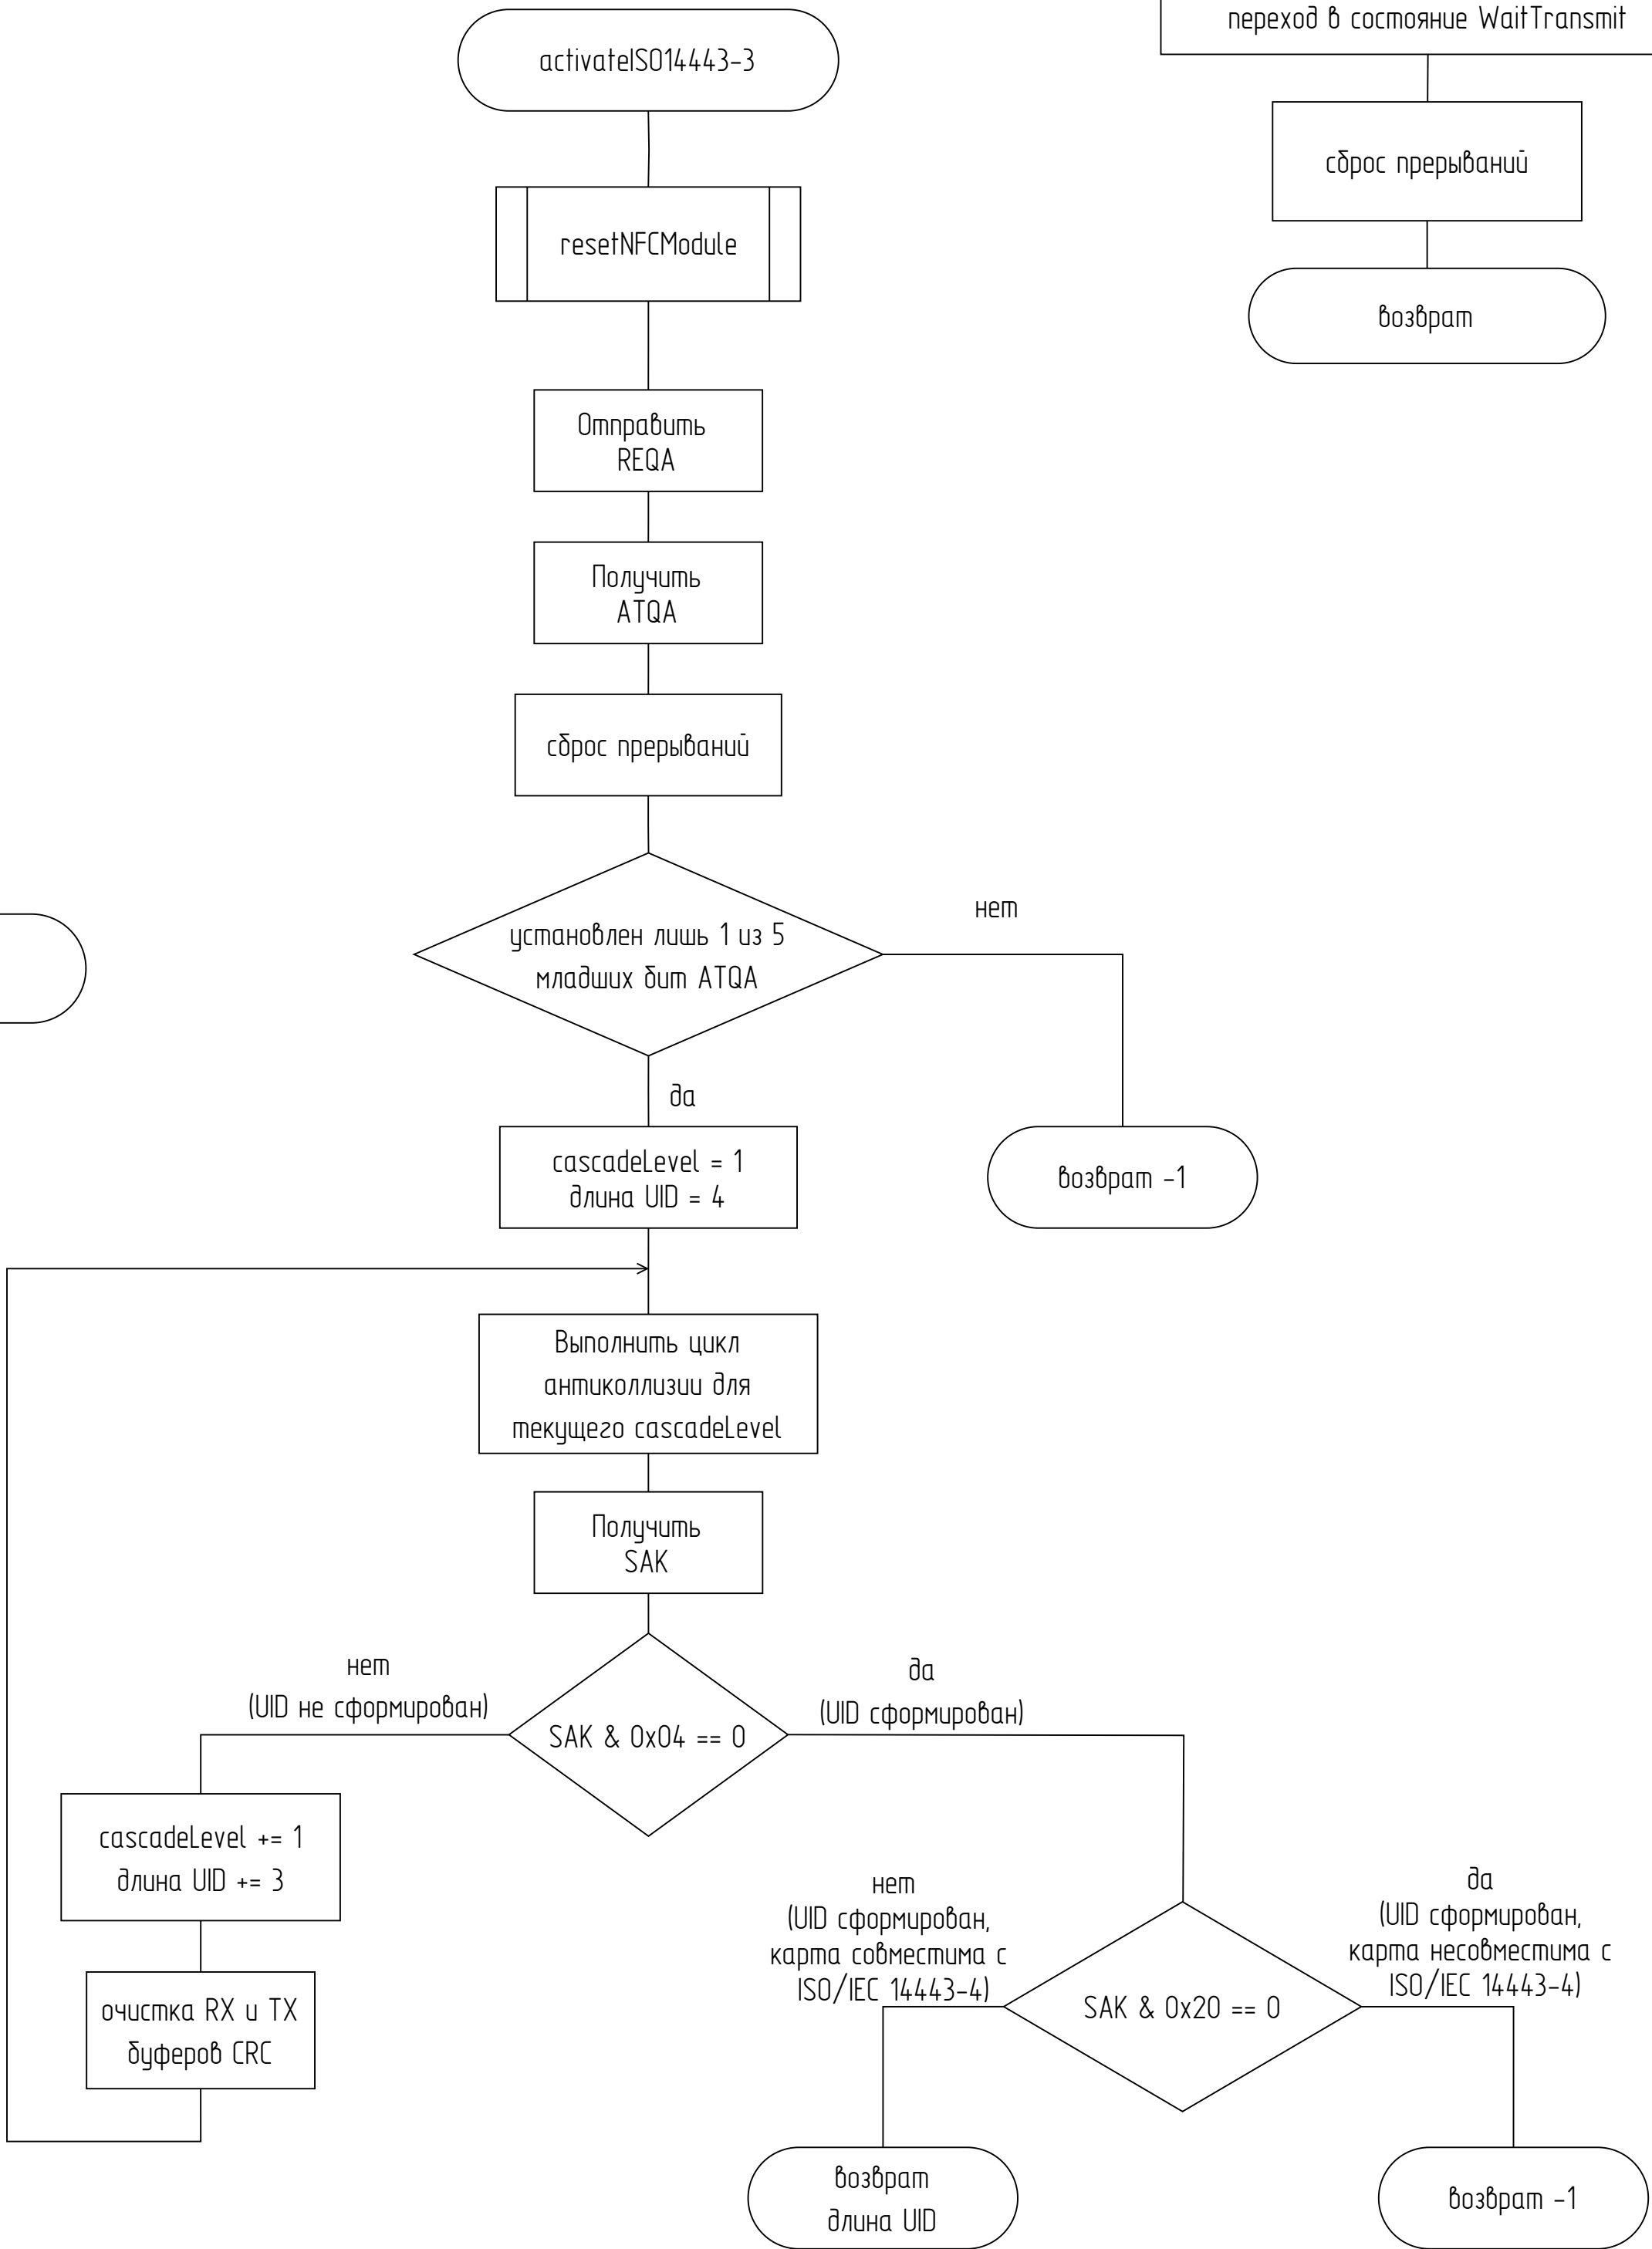 переход в состояние WaitTransmit
сброс прерываний
возврат
activateISO14443-3
resetNFCModule
Отправить
REQA
Получить
ATQA
сброс прерываний
установлен лишь 1 из 5
младших бит ATQA
нет
да
возврат -1
cascadeLevel = 1
длина UID = 4
Выполнить цикл
антиколлизии для
текущего cascadeLevel
Получить
SAK
SAK & 0x04 == 0
нет
(UID не сформирован)
да
(UID сформирован)
cascadeLevel += 1
длина UID += 3
очистка RX и TX
буферов CRC
SAK & 0x20 == 0
нет
(UID сформирован,
карта совместима с
ISO/IEC 14443-4)
да
(UID сформирован,
карта несовместима с
ISO/IEC 14443-4)
возврат
длина UID
возврат -1